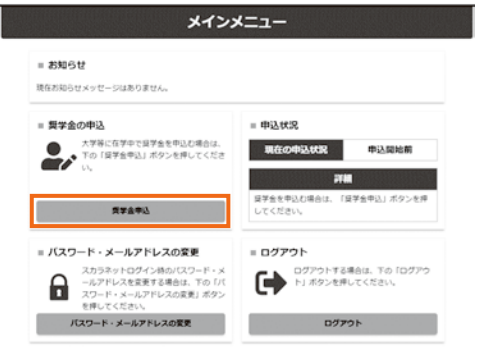 メインメニュー
お知らせ
現在お知らせメッセージはありません。
奨学金の申込
大学等に在学中で奨学金を申込む場合は、
下の「奨学金申込」ボタンを押してくださ
い。
奨学金申込
申込状況
現在の申込状況 申込開始前
詳細
奨学金を申込む場合は、「奨学金申込」ボタンを押
してください。
パスワード・メールアドレスの変更
スカラネットログイン時のパスワード・メ
ールアドレスを変更する場合は、下の「パ
スワード・メールアドレスの変更」ボタン
を押してください。
パスワード・メールアドレスの変更
ログアウト
ログアウトする場合は、下の「ログアウ
ト」ボタンを押してください。
ログアウト